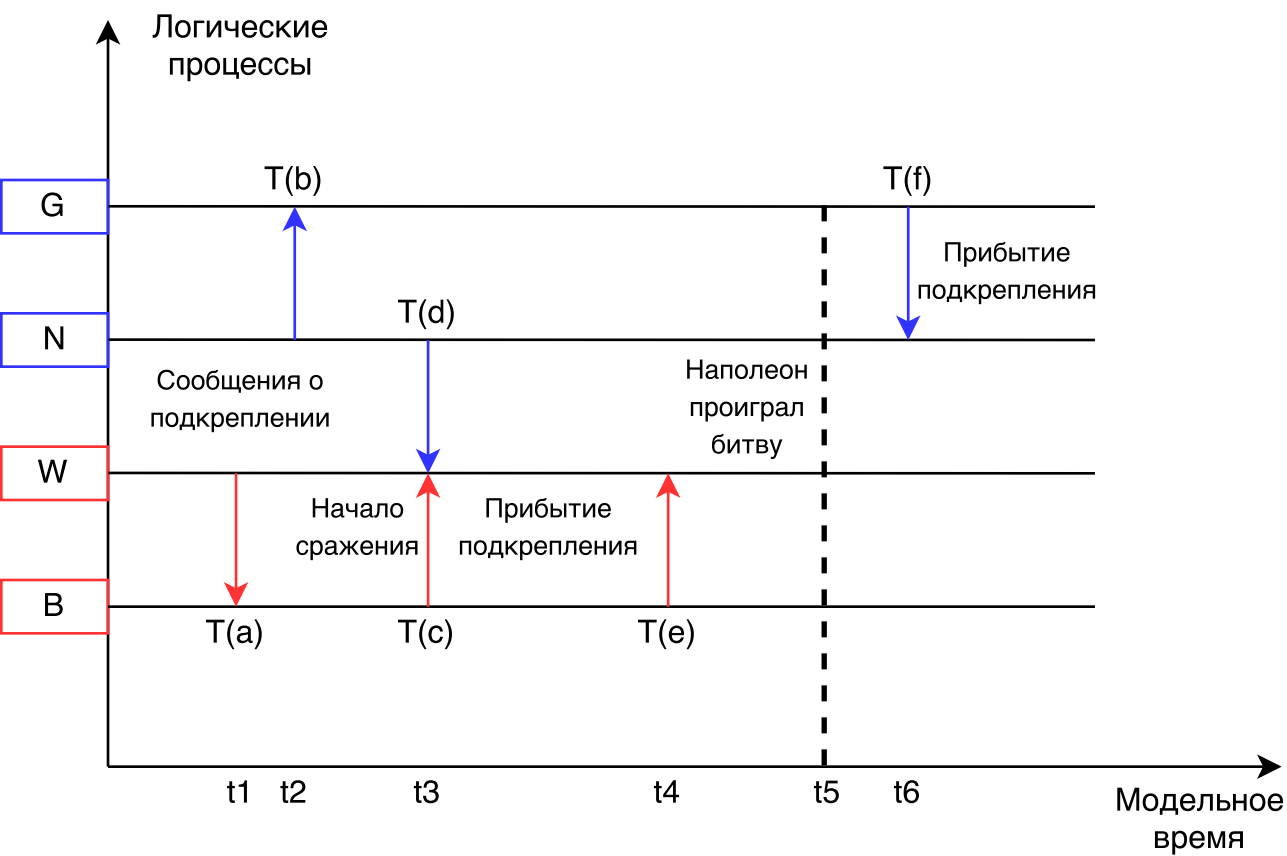 Логические
процессы
T(b)
T(f)
G
Прибытие
подкрепления
T(d)
N
Сообщения о
подкреплении
Наполеон
проиграл
битву
W
Начало
сражения
Прибытие
подкрепления
B
T(a)
T(c)
T(e)
t1
t2
t3
t4
t5
t6
Модельное
время